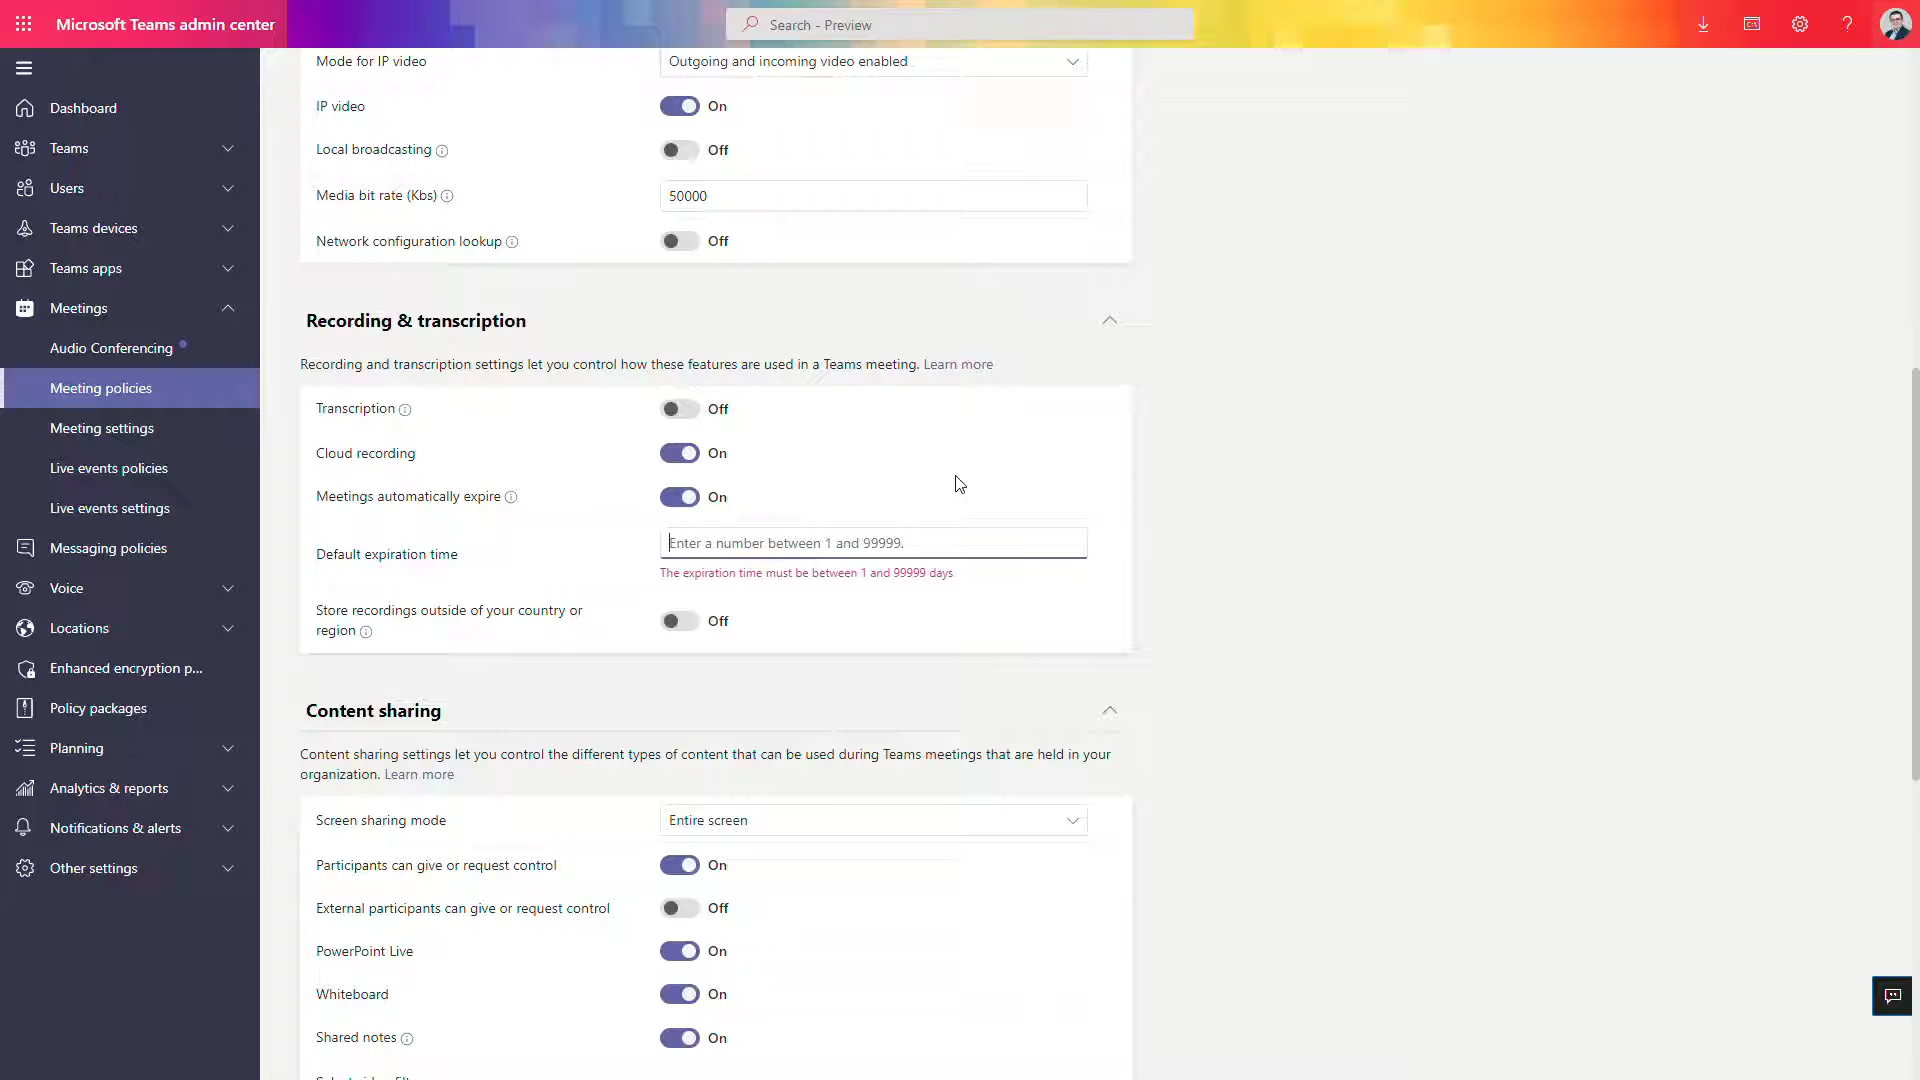 Microsoft Teams admin center
Search - Preview
Dashboard
Teams
Users
Teams devices
Teams apps
Meetings
Audio Conferencing
Meeting policies
Meeting settings
Live events policies
Live events settings
Messaging policies
Voice
Locations
Enhanced encryption p...
Policy packages
Planning
Analytics & reports
Notifications & alerts
Other settings
Mode for IP video Outgoing and incoming video enabled
IP video On
Local broadcasting Off
Media bit rate (Kbs) 50000
Network configuration lookup Off
Recording & transcription
Recording and transcription settings let you control how these features are used in a Teams meeting. Learn more
Transcription Off
Cloud recording On
Meetings automatically expire On
Default expiration time Enter a number between 1 and 99999.
The expiration time must be between 1 and 99999 days
Store recordings outside of your country or
region Off
Content sharing
Content sharing settings let you control the different types of content that can be used during Teams meetings that are held in your
organization. Learn more
Screen sharing mode Entire screen
Participants can give or request control On
External participants can give or request control Off
PowerPoint Live On
Whiteboard On
Shared notes On